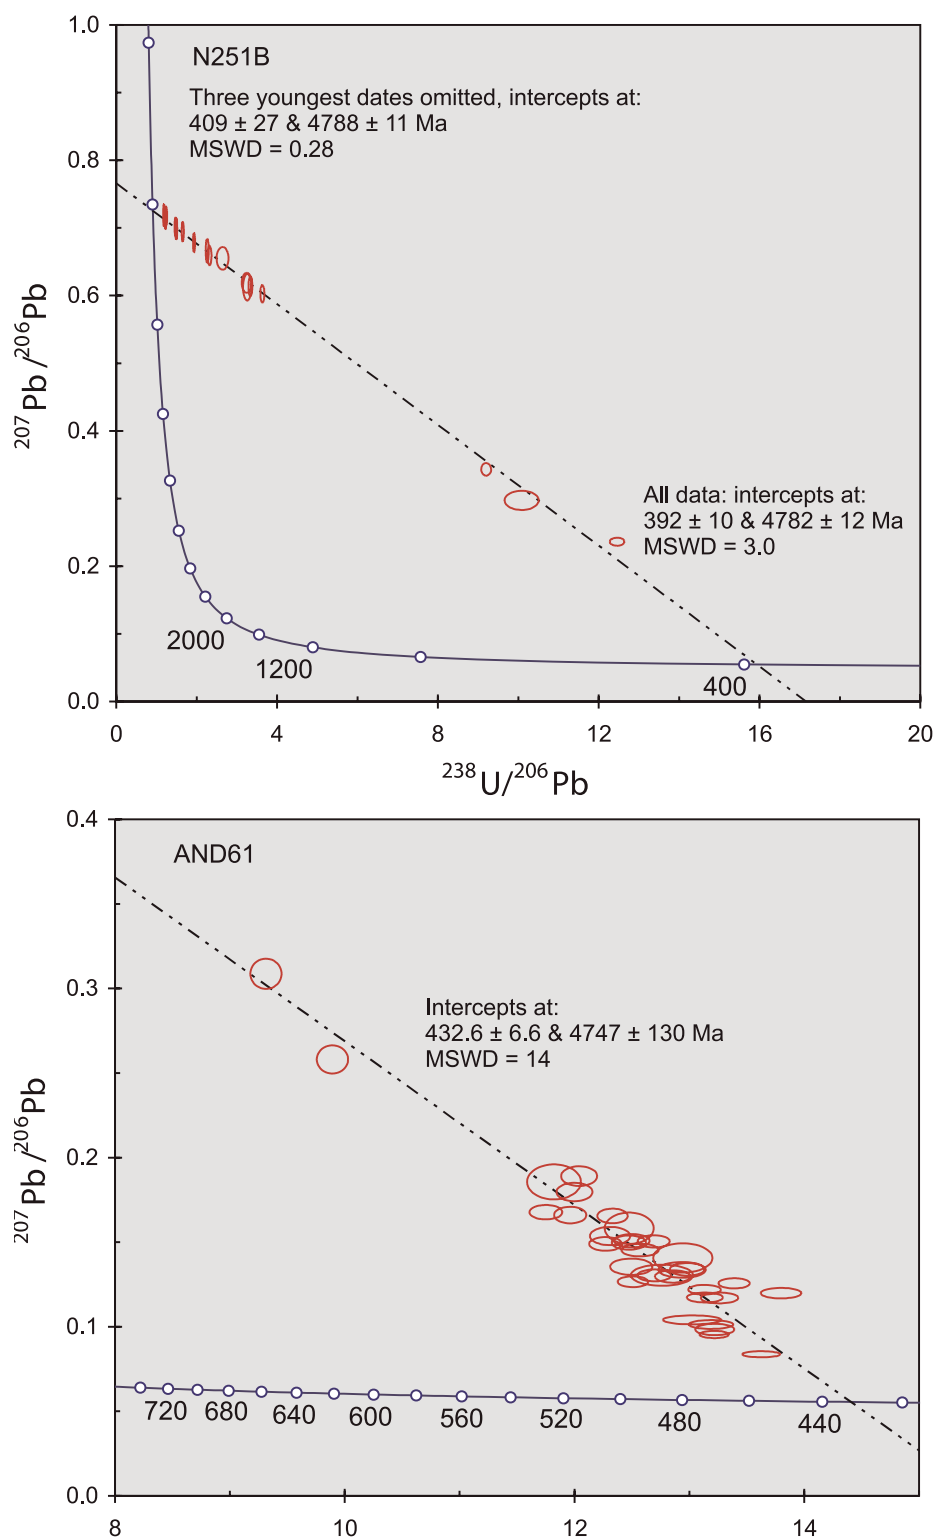 1.0
N251B
Three youngest dates omitted, intercepts at:
409 ± 27 & 4788 ± 11 Ma
MSWD = 0.28
0.8
0.6
²⁰⁷Pb/²⁰⁶Pb
0.4
All data: intercepts at:
392 ± 10 & 4782 ± 12 Ma
MSWD = 3.0
0.2
2000
1200
400
0.0
0 4 8 12 16 20
²³⁸U/²⁰⁶Pb
0.4
AND61
0.3
Intercepts at:
432.6 ± 6.6 & 4747 ± 130 Ma
MSWD = 14
²⁰⁷Pb/²⁰⁶Pb
0.2
0.1
720 680 640 600 560 520 480 440
0.0
8 10 12 14